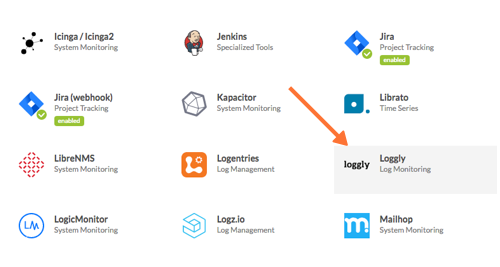 Icinga / Icinga2
System Monitoring
Jenkins
Specialized Tools
Jira
Project Tracking
enabled
Jira (webhook)
Project Tracking
enabled
Kapacitor
System Monitoring
Librato
Time Series
LibreNMS
System Monitoring
Logentries
Log Management
loggly
Loggly
Log Monitoring
LM
LogicMonitor
System Monitoring
Logz.io
Log Management
m
Mailhop
System Monitoring